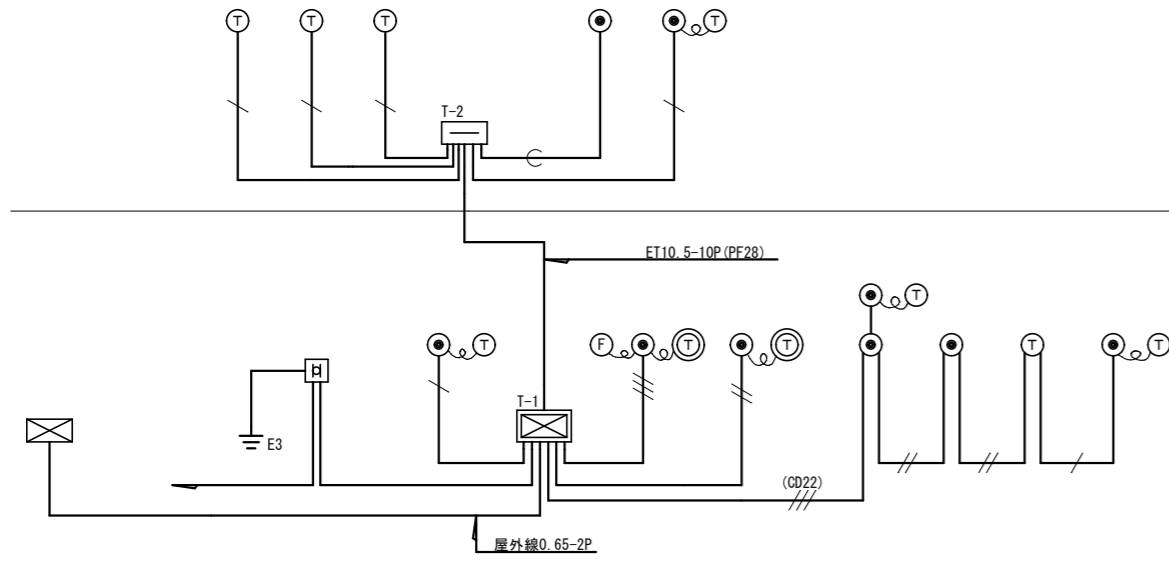 T T T T
T-2
ET10.5-10P(PF28)
T
T F T T T T
T-1
E3
(CD22)
屋外線0.65-2P